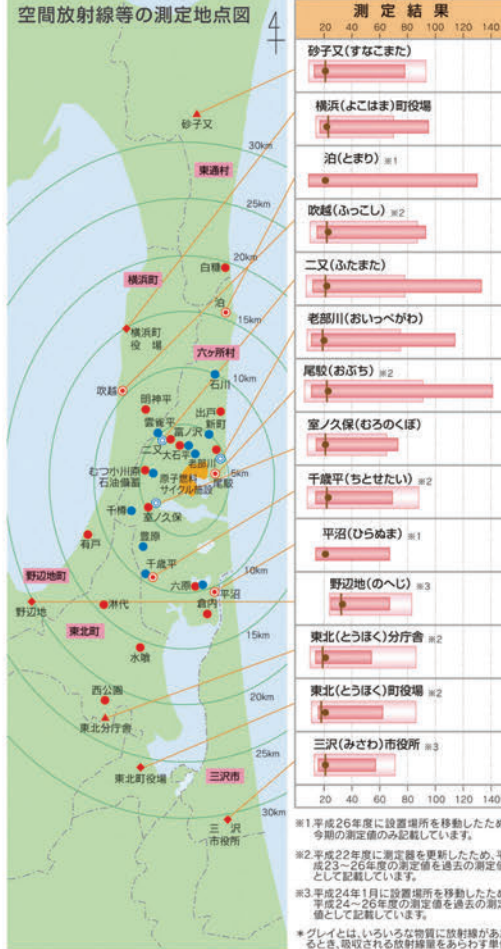 空間放射線等の測定地点図
4
砂子又
30km
東通村
25km
20km
白糠
横浜町
泊
15km
横浜町
役場
六ヶ所村
10km
石川
吹越
明神平
出戸
雲雀平
富ノ沢
新町
二又
大石平
老部川
5km
むつ小川原
石油備蓄
原子燃料
サイクル施設
尾駮
千樽
室ノ久保
有戸
豊原
千歳平
10km
野辺地町
六原
平沼
野辺地
淋代
倉内
東北町
15km
水喰
20km
西公園
東北分庁舎
25km
東北町役場
三沢市
30km
三沢
市役所
測定結果
20 40 60 80 100 120 140
砂子又(すなこまた)
横浜(よこはま)町役場
泊(とまり) ※1
吹越(ふっこし) ※2
二又(ふたまた)
老部川(おいっぺがわ)
尾駮(おぶち) ※2
室ノ久保(むろのくぼ)
千歳平(ちとせたい) ※2
平沼(ひらぬま) ※1
野辺地(のへじ) ※3
東北(とうほく)分庁舎 ※2
東北(とうほく)町役場 ※2
三沢(みさわ)市役所 ※3
20 40 60 80 100 120 140
※1.平成26年度に設置場所を移動したため
今期の測定値のみ記載しています。
※2.平成22年度に測定器を更新したため、平
成23～26年度の測定値を過去の測定値
として記載しています。
※3.平成24年1月に設置場所を移動したため
平成24～26年度の測定値を過去の測定
値として記載しています。
*グレイとは、いろいろな物質に放射線があた
るとき、吸収される放射線量をあらわす単